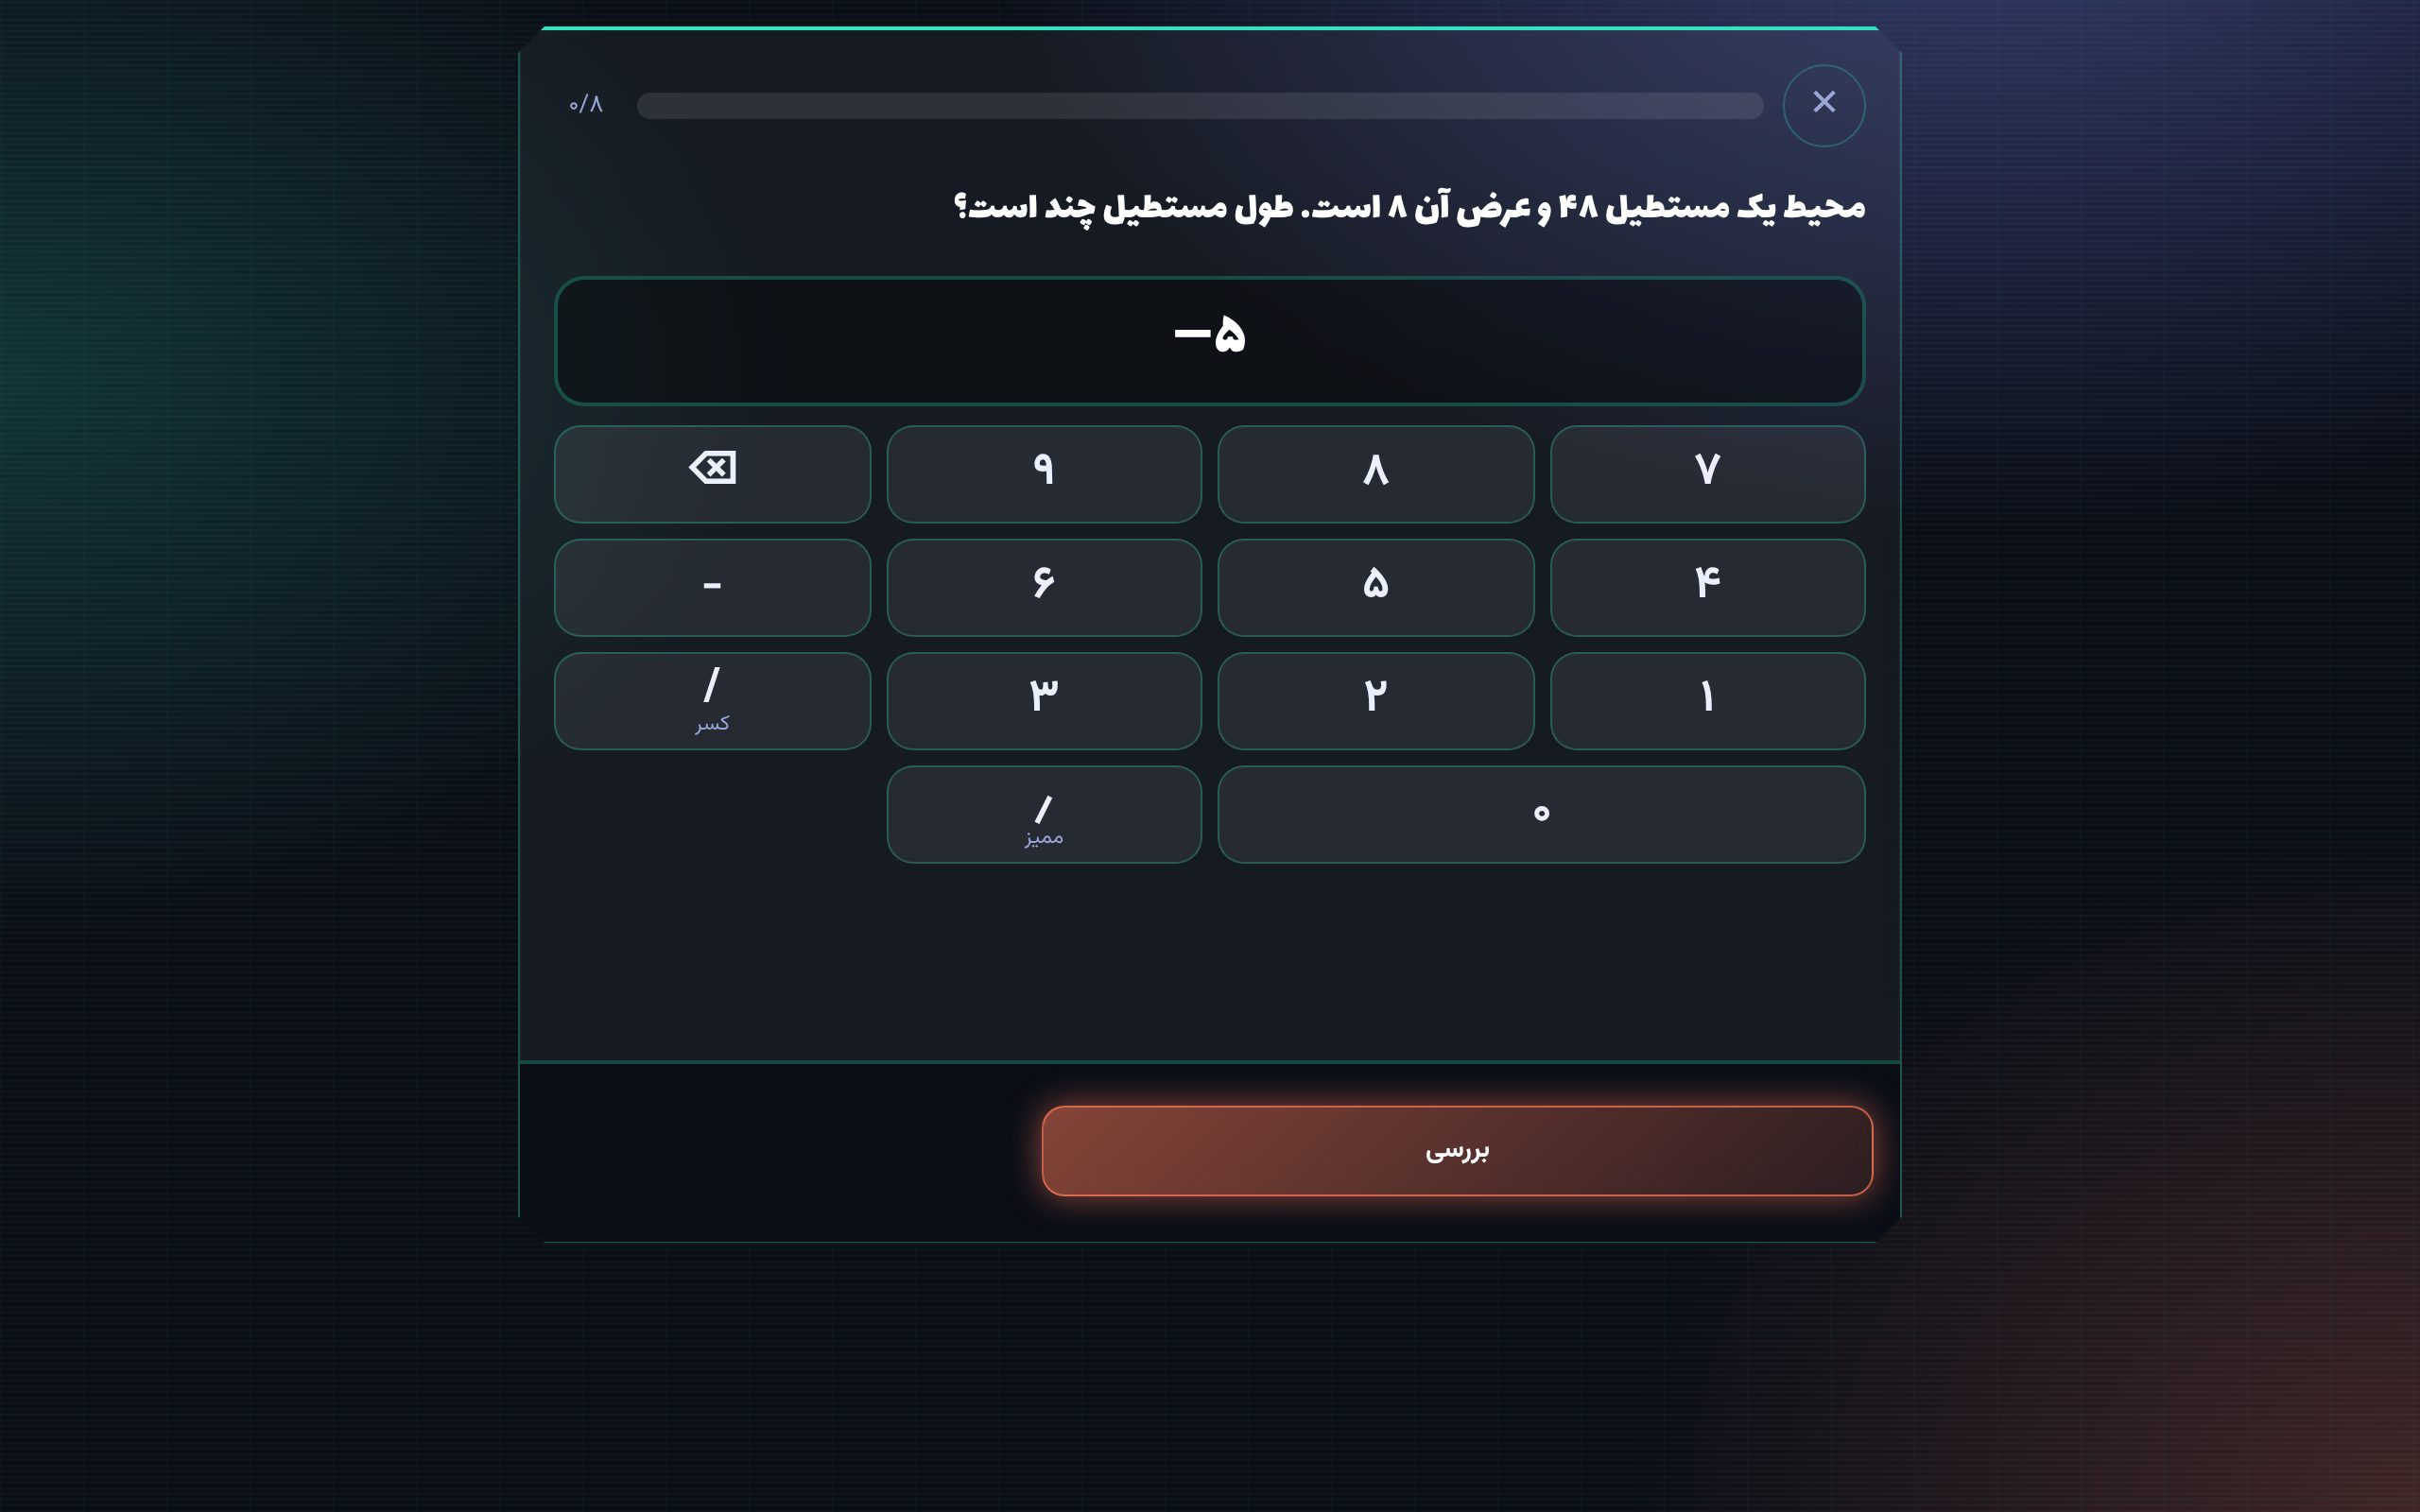 ۰/۸
محیط یک مستطیل ۴۸ و عرض آن ۸ است. طول مستطیل چند است؟
−۵
۷ ۸ ۹
۴ ۵ ۶ -
۱ ۲ ۳ /
کسر
۰ ٫
ممیز
بررسی